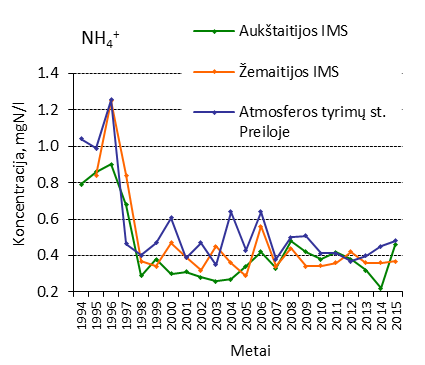 NH₄⁺
Aukštaitijos IMS
Žemaitijos IMS
Atmosferos tyrimų st.
Preiloje
Koncentracija, mgN/l
1.4
1.2
1.0
0.8
0.6
0.4
0.2
1994 1995 1996 1997 1998 1999 2000 2001 2002 2003 2004 2005 2006 2007 2008 2009 2010 2011 2012 2013 2014 2015
Metai